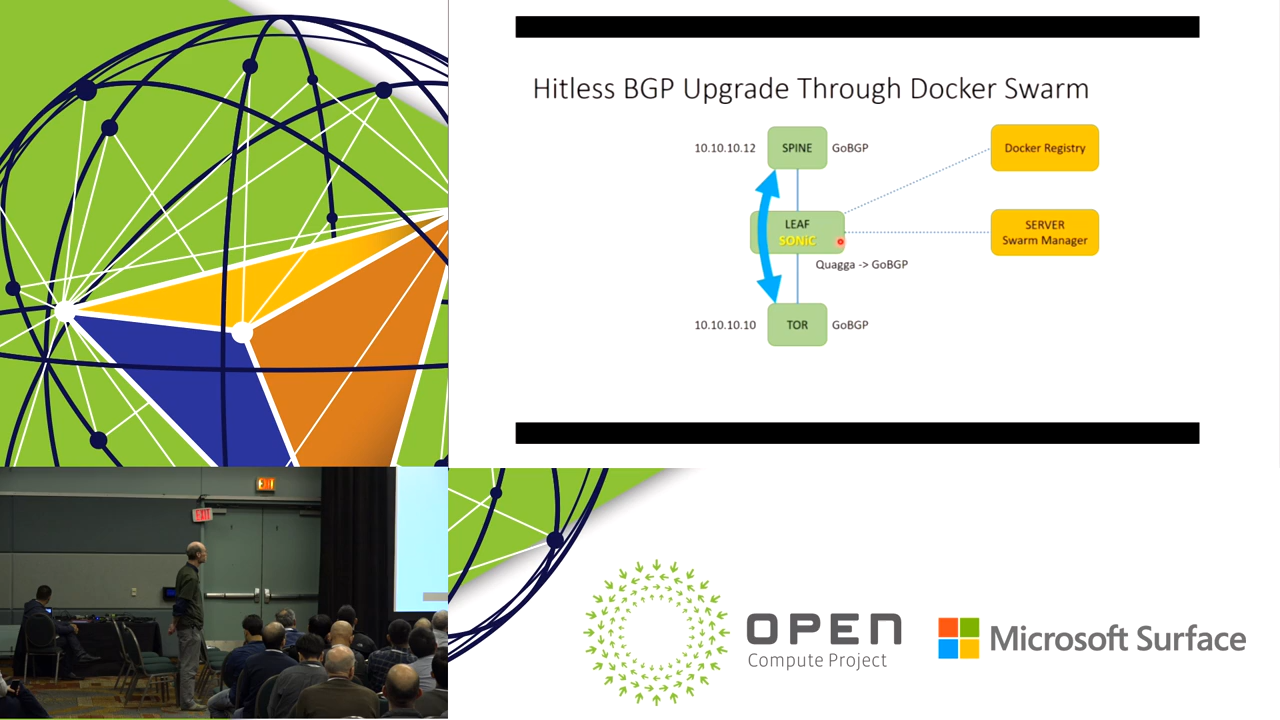 Hitless BGP Upgrade Through Docker Swarm
10.10.10.12
SPINE
GoBGP
Docker Registry
LEAF
SONiC
SERVER
Swarm Manager
Quagga -> GoBGP
10.10.10.10
TOR
GoBGP
EXIT
OPEN
Compute Project
Microsoft Surface